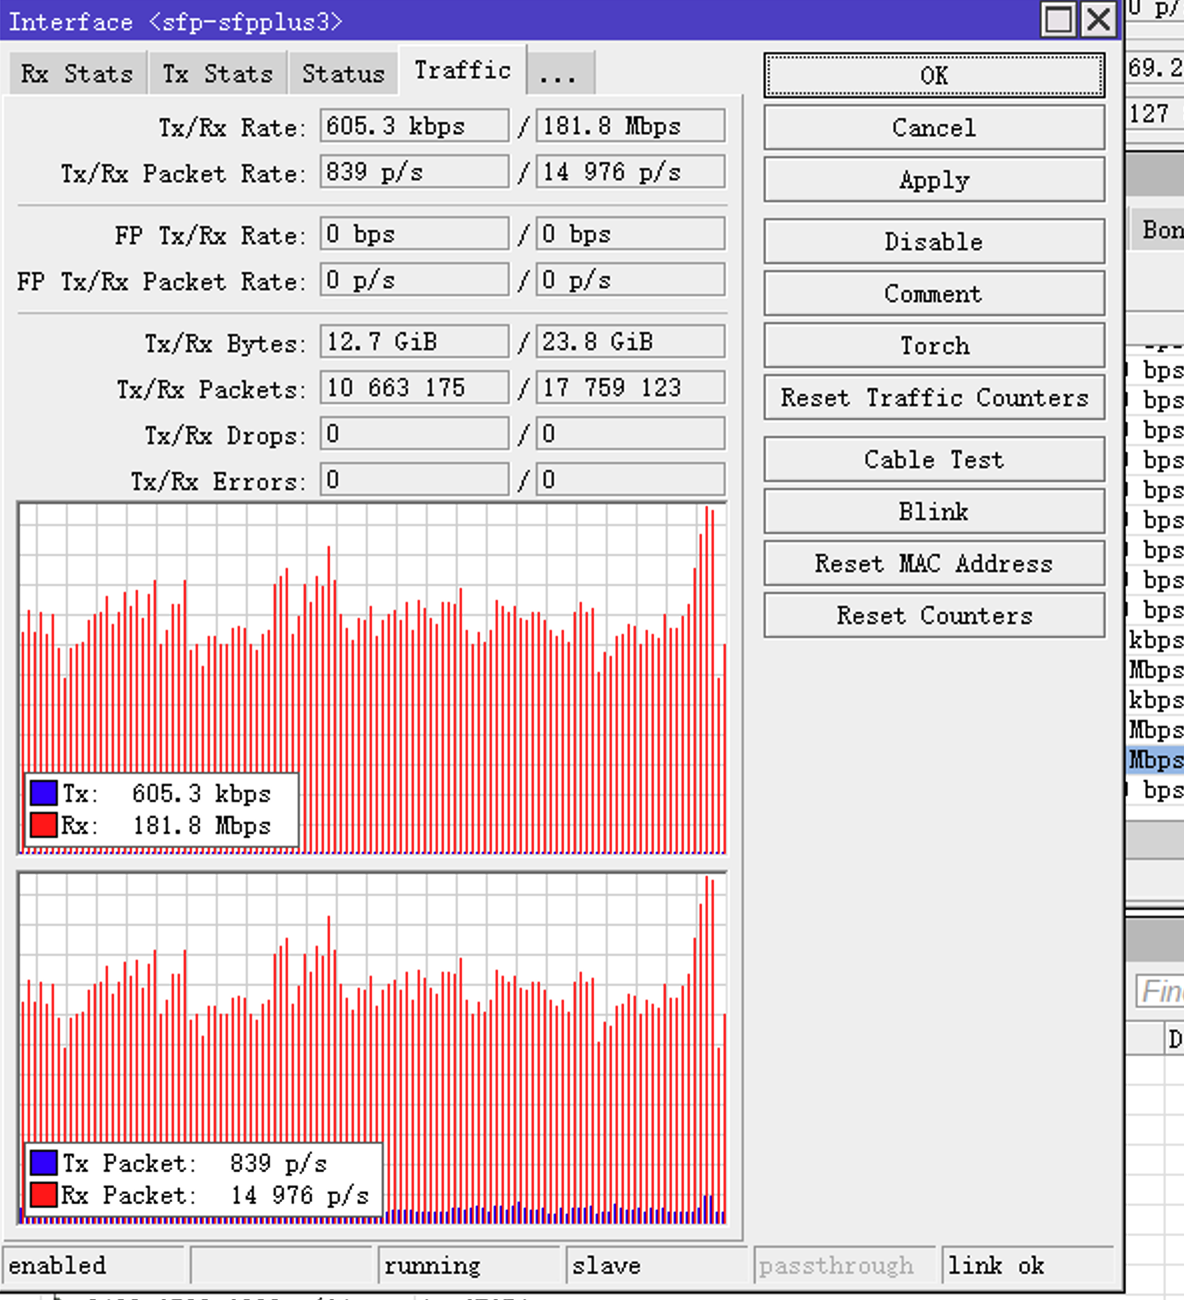 Interface <sfp-sfpplus3>
Rx Stats Tx Stats Status Traffic ...
Tx/Rx Rate: 605.3 kbps / 181.8 Mbps
Tx/Rx Packet Rate: 839 p/s / 14 976 p/s
FP Tx/Rx Rate: 0 bps / 0 bps
FP Tx/Rx Packet Rate: 0 p/s / 0 p/s
Tx/Rx Bytes: 12.7 GiB / 23.8 GiB
Tx/Rx Packets: 10 663 175 / 17 759 123
Tx/Rx Drops: 0 / 0
Tx/Rx Errors: 0 / 0
Tx: 605.3 kbps
Rx: 181.8 Mbps
Tx Packet: 839 p/s
Rx Packet: 14 976 p/s
OK
Cancel
Apply
Disable
Comment
Torch
Reset Traffic Counters
Cable Test
Blink
Reset MAC Address
Reset Counters
enabled running slave passthrough link ok
0 p/
69.2
127
Bon
bps
bps
bps
bps
bps
bps
bps
bps
bps
kbps
Mbps
kbps
Mbps
Mbps
bps
Fin
D